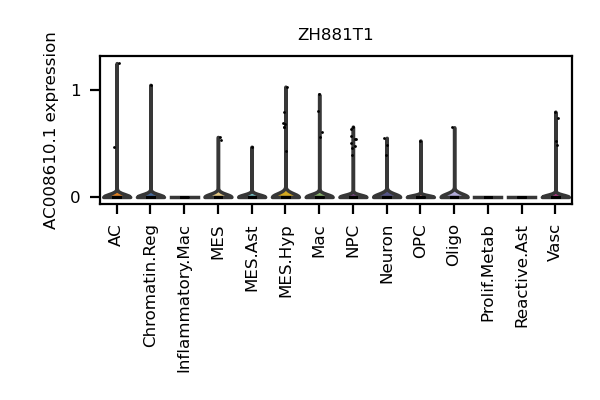 ZH881T1
AC008610.1 expression
1
0
AC
Chromatin.Reg
Inflammatory.Mac
MES
MES.Ast
MES.Hyp
Mac
NPC
Neuron
OPC
Oligo
Prolif.Metab
Reactive.Ast
Vasc